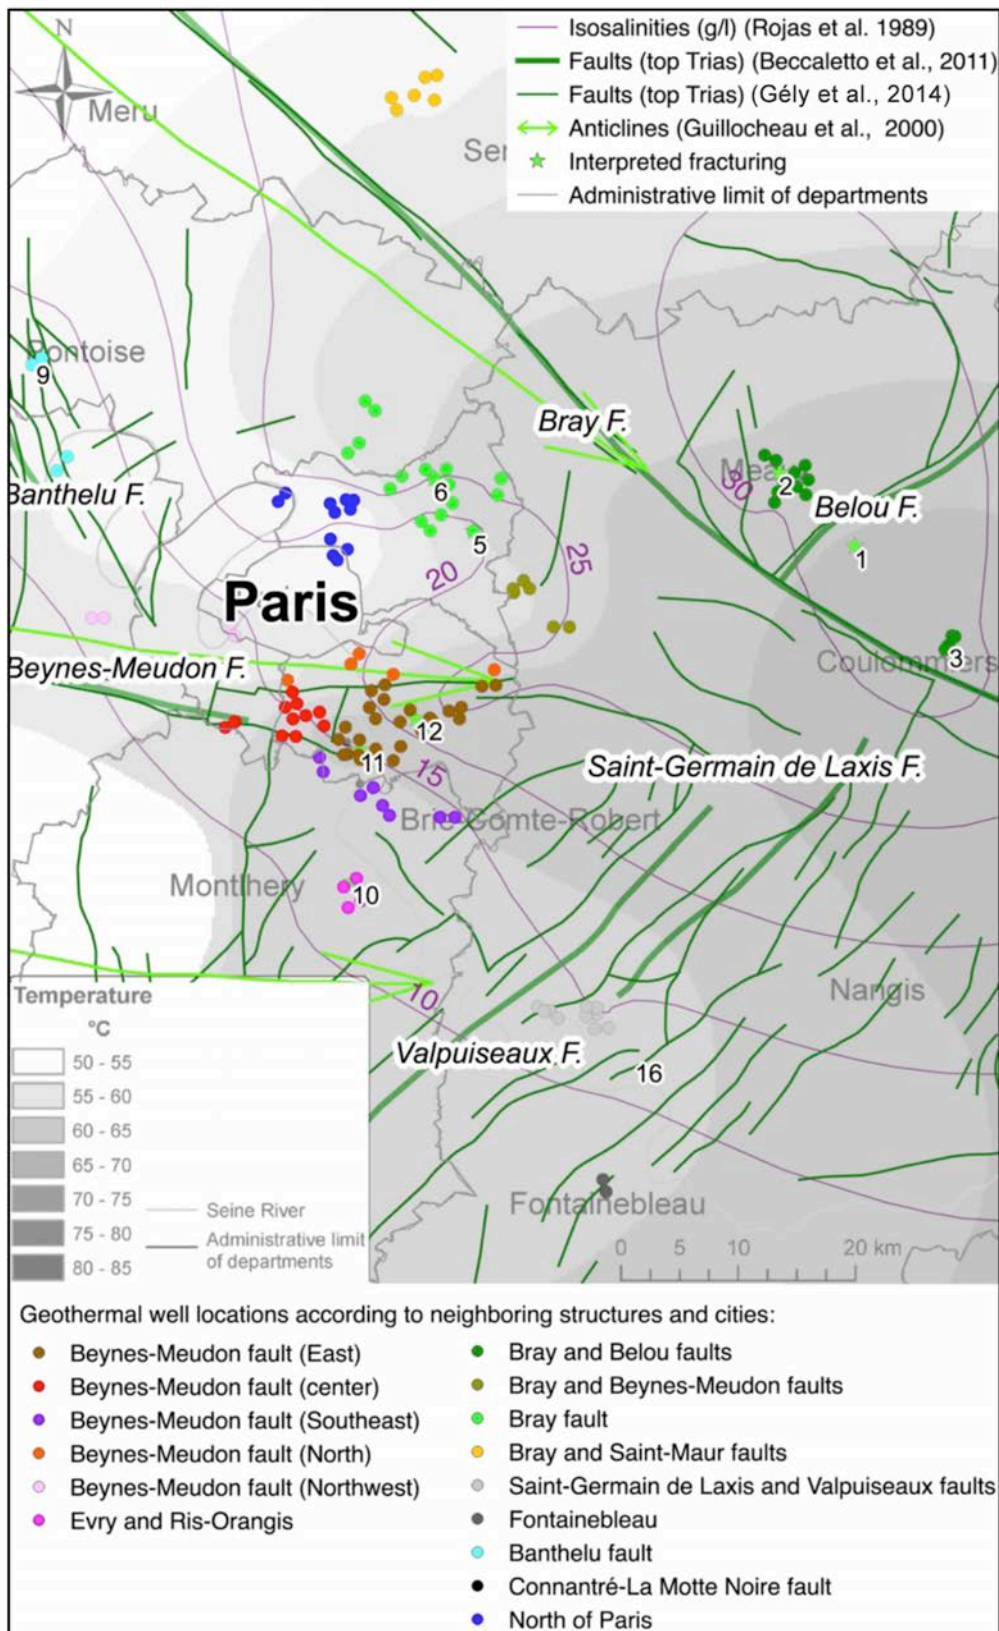 N
Meru
Ser
Isosalinities (g/l) (Rojas et al. 1989)
Faults (top Trias) (Beccaletto et al., 2011)
Faults (top Trias) (Gély et al., 2014)
Anticlines (Guillocheau et al., 2000)
Interpreted fracturing
Administrative limit of departments
Pontoise
9
Bray F.
Mea
30
2
Banthelu F.
6
Belou F.
5
1
25
20
Paris
Beynes-Meudon F.
Coulommiers
3
12
11
15
Saint-Germain de Laxis F.
Brie-Comte-Robert
Montlhery
10
Nangis
10
Temperature
°C
50 - 55
55 - 60
60 - 65
65 - 70
70 - 75
75 - 80
80 - 85
Seine River
Administrative limit
of departments
Valpuiseaux F.
16
Fontainebleau
0 5 10 20 km
Geothermal well locations according to neighboring structures and cities:
Beynes-Meudon fault (East)
Beynes-Meudon fault (center)
Beynes-Meudon fault (Southeast)
Beynes-Meudon fault (North)
Beynes-Meudon fault (Northwest)
Evry and Ris-Orangis
Bray and Belou faults
Bray and Beynes-Meudon faults
Bray fault
Bray and Saint-Maur faults
Saint-Germain de Laxis and Valpuiseaux faults
Fontainebleau
Banthelu fault
Connantré-La Motte Noire fault
North of Paris